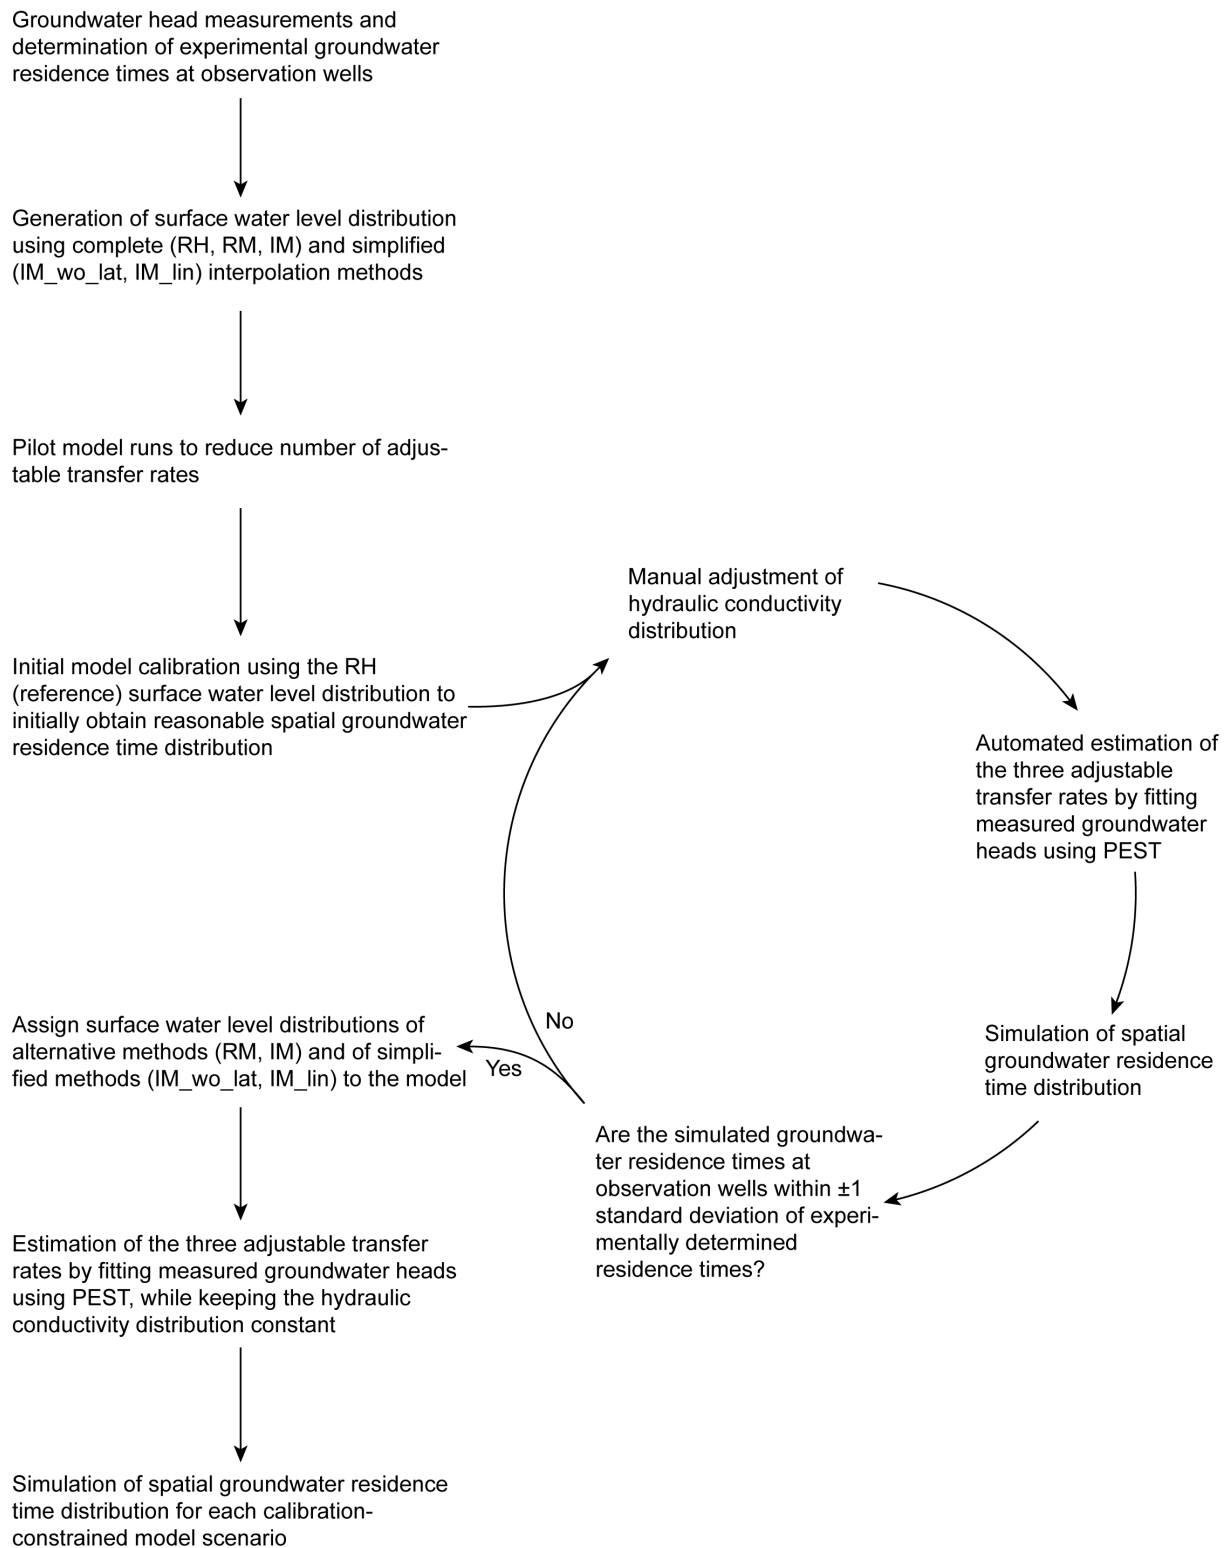 Groundwater head measurements and
determination of experimental groundwater
residence times at observation wells
Generation of surface water level distribution
using complete (RH, RM, IM) and simplified
(IM_wo_lat, IM_lin) interpolation methods
Pilot model runs to reduce number of adjus-
table transfer rates
Initial model calibration using the RH
(reference) surface water level distribution to
initially obtain reasonable spatial groundwater
residence time distribution
Manual adjustment of
hydraulic conductivity
distribution
Automated estimation of
the three adjustable
transfer rates by fitting
measured groundwater
heads using PEST
Simulation of spatial
groundwater residence
time distribution
Are the simulated groundwa-
ter residence times at
observation wells within ±1
standard deviation of experi-
mentally determined
residence times?
No
Yes
Assign surface water level distributions of
alternative methods (RM, IM) and of simpli-
fied methods (IM_wo_lat, IM_lin) to the model
Estimation of the three adjustable transfer
rates by fitting measured groundwater heads
using PEST, while keeping the hydraulic
conductivity distribution constant
Simulation of spatial groundwater residence
time distribution for each calibration-
constrained model scenario